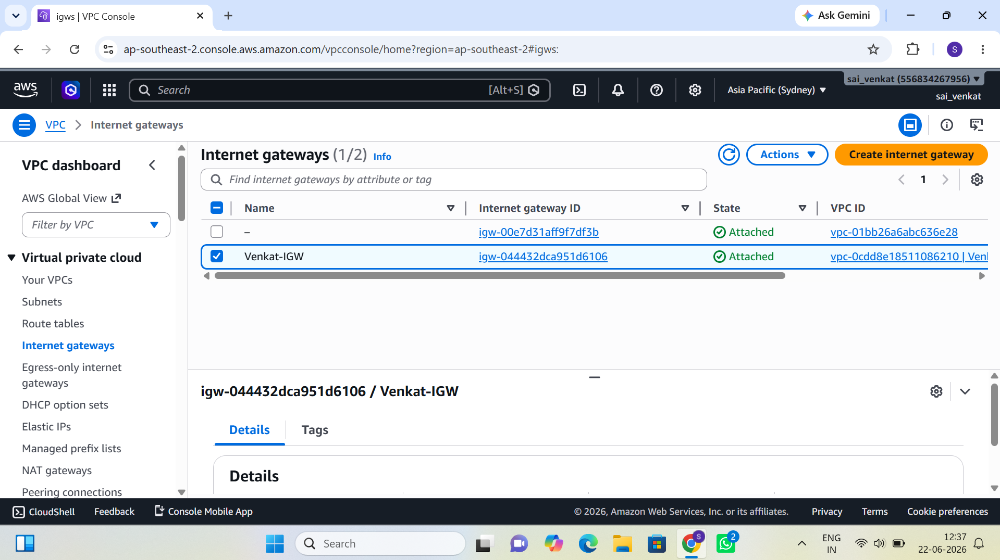 igws | VPC Console
Ask Gemini
ap-southeast-2.console.aws.amazon.com/vpcconsole/home?region=ap-southeast-2#igws:
S
aws
Search
[Alt+S]
Asia Pacific (Sydney)
sai_venkat (556834267956)
sai_venkat
VPC
Internet gateways
VPC dashboard
AWS Global View
Filter by VPC
Virtual private cloud
Your VPCs
Subnets
Route tables
Internet gateways
Egress-only internet
gateways
DHCP option sets
Elastic IPs
Managed prefix lists
NAT gateways
Peering connections
Internet gateways (1/2) Info
Actions
Create internet gateway
Find internet gateways by attribute or tag
1
Name Internet gateway ID State VPC ID
– igw-00e7d31aff9f7df3b Attached vpc-01bb26a6abc636e28
Venkat-IGW igw-044432dca951d6106 Attached vpc-0cdd8e18511086210 | Venl
igw-044432dca951d6106 / Venkat-IGW
Details Tags
Details
CloudShell Feedback Console Mobile App
© 2026, Amazon Web Services, Inc. or its affiliates. Privacy Terms Cookie preferences
Search
S
2
ENG
IN
12:37
22-06-2026